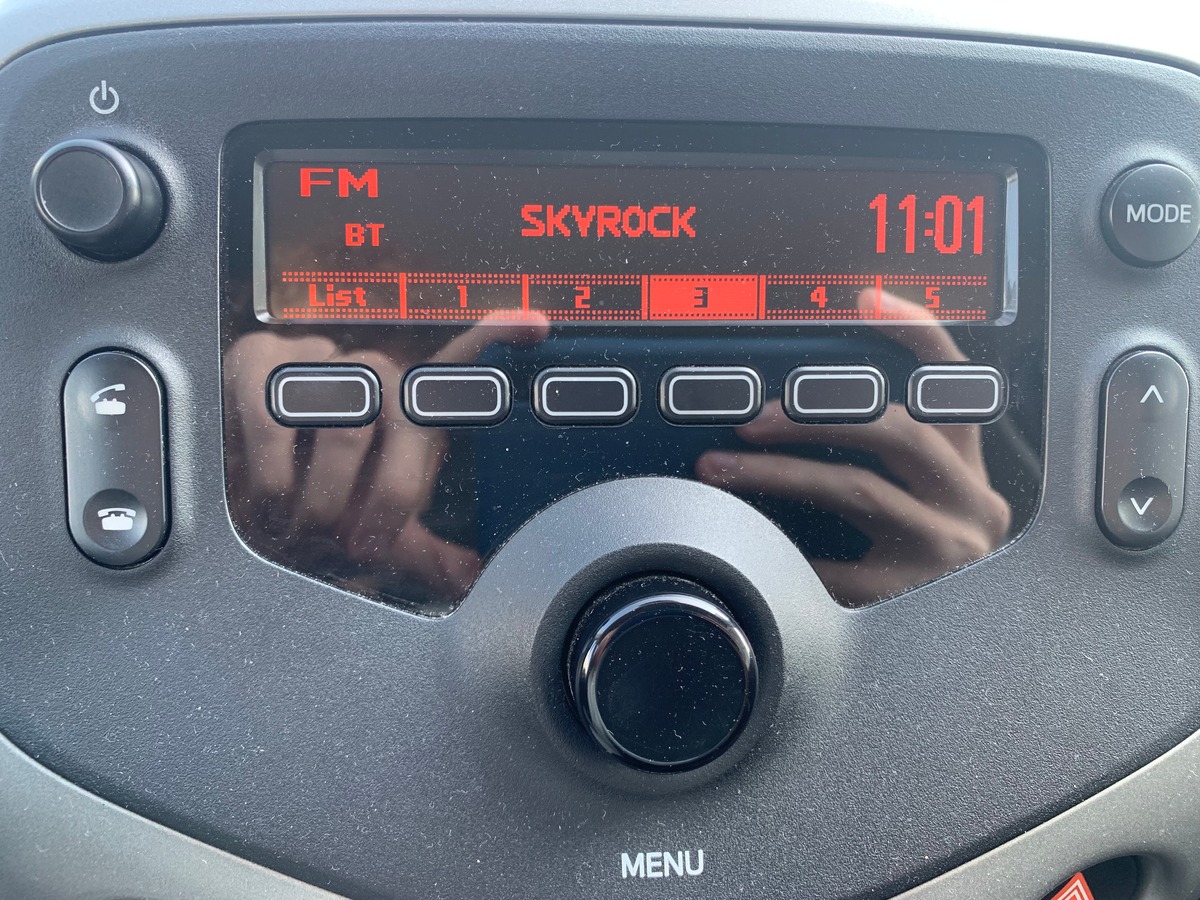 FM
BT
SKYROCK
11:01
List 1 2 3 4 5
MODE
MENU